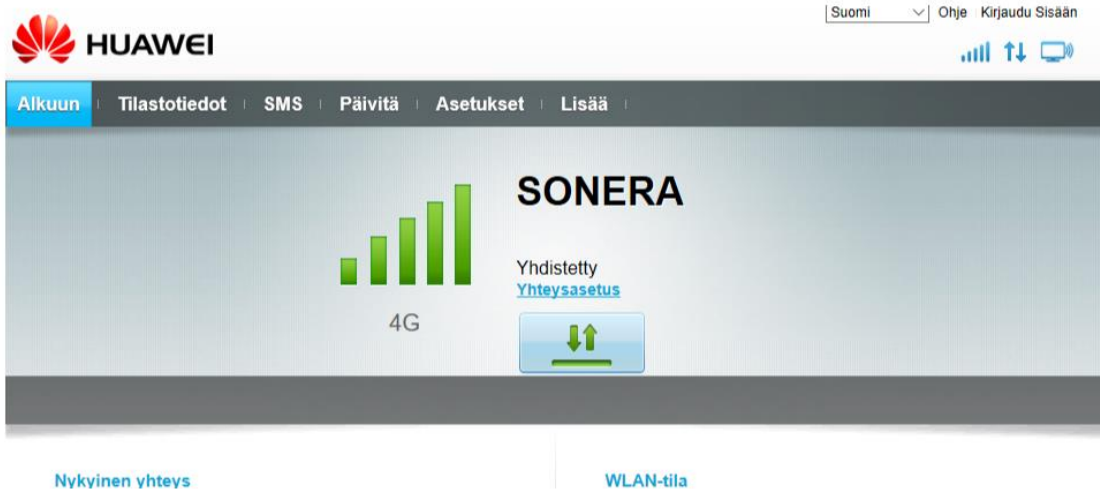 Suomi Ohje Kirjaudu Sisään
HUAWEI
Alkuun Tilastotiedot SMS Päivitä Asetukset Lisää
SONERA
Yhdistetty
Yhteysasetus
4G
Nykyinen yhteys WLAN-tila